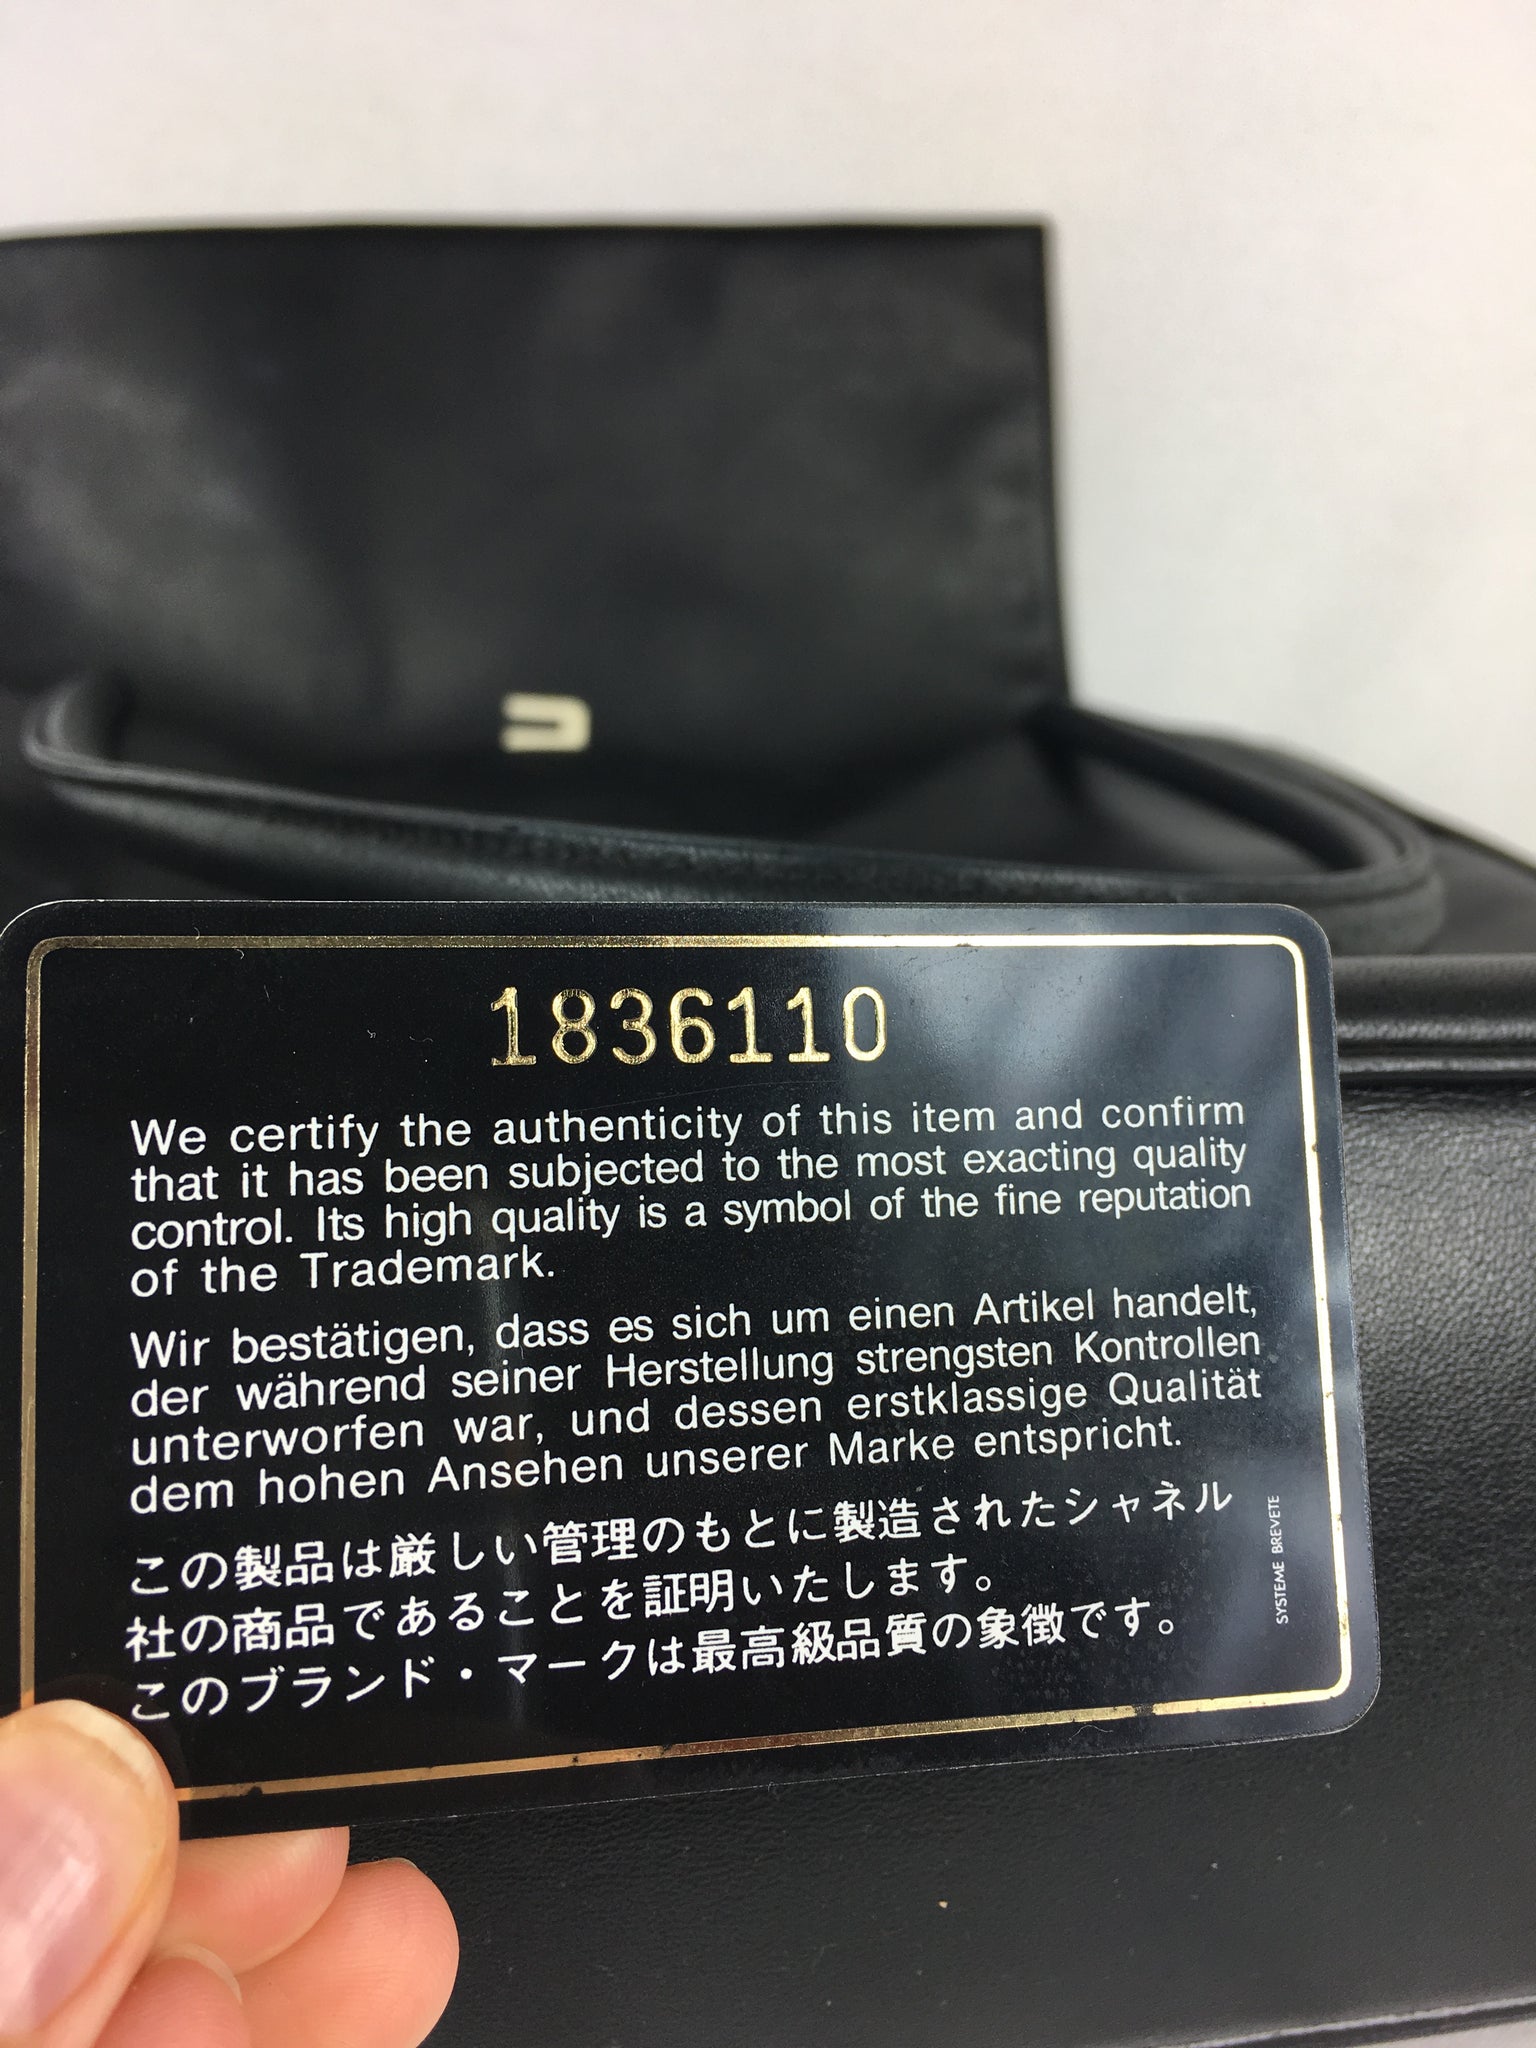 1836110
We certify the authenticity of this item and confirm
that it has been subjected to the most exacting quality
control. Its high quality is a symbol of the fine reputation
of the Trademark.
Wir bestätigen, dass es sich um einen Artikel handelt,
der während seiner Herstellung strengsten Kontrollen
unterworfen war, und dessen erstklassige Qualität
dem hohen Ansehen unserer Marke entspricht.
この製品は厳しい管理のもとに製造されたシャネル
社の商品であることを証明いたします。
このブランド・マークは最高級品質の象徴です。
SYSTEME BREVETE